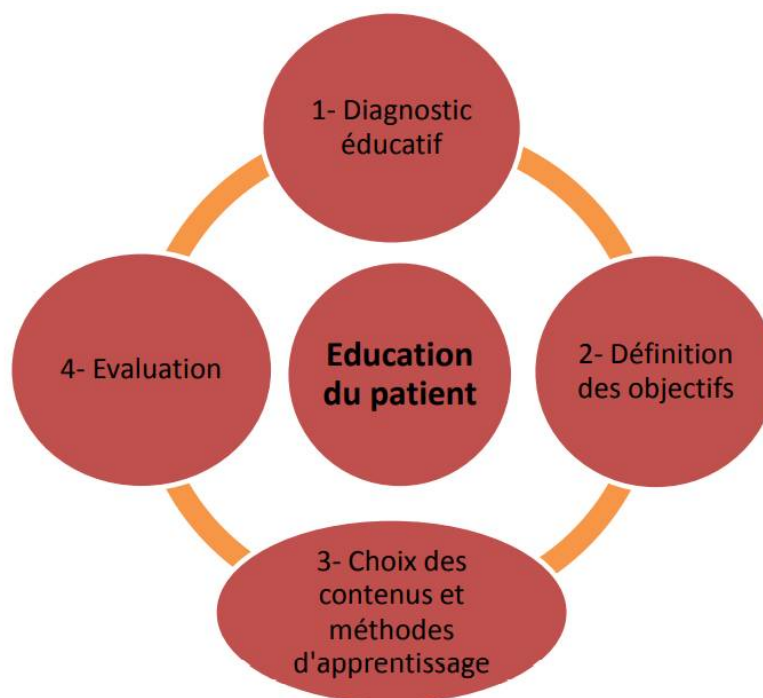 1- Diagnostic
éducatif
2- Définition
des objectifs
3- Choix des
contenus et
méthodes
d'apprentissage
4- Evaluation
Education
du patient